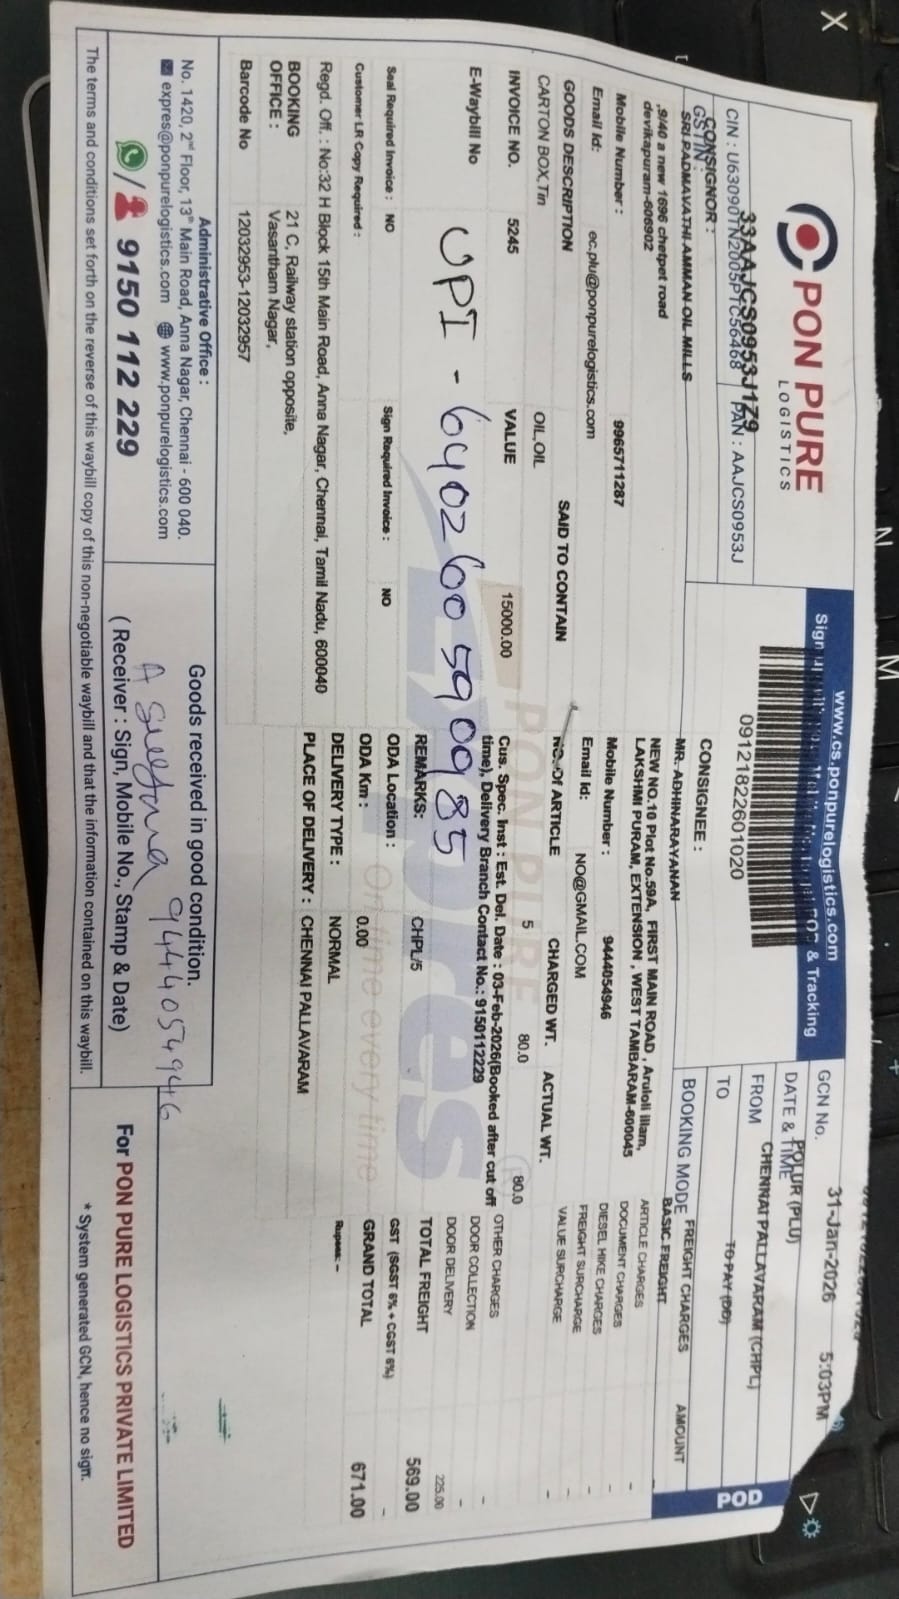 PON PURE
LOGISTICS
33AAJCS0953J1Z9
CIN : U63090TN2005PTC56468 PAN : AAJCS0953J
CONSIGNOR :
GSTIN :
SRI PADMAVATHI AMMAN OIL MILLS
,9/40 a new 1696 chetpet road
devikapuram-606902
Mobile Number : 9965711287
Email Id: ec.plu@ponpurelogistics.com
GOODS DESCRIPTION SAID TO CONTAIN
CARTON BOX,Tin OIL,OIL
INVOICE NO. 5245 VALUE 15000.00
E-Waybill No
UPI - 640260590985
Seal Required Invoice : NO Sign Required Invoice : NO
Customer LR Copy Required :
Regd. Off. : No:32 H Block 15th Main Road, Anna Nagar, Chennai, Tamil Nadu, 600040
BOOKING OFFICE : 21 C, Railway station opposite,
Vasantham Nagar,
Barcode No 12032953-12032957
www.cs.ponpurelogistics.com
& Tracking
09121822601020
CONSIGNEE :
MR. ADHINARAYANAN
NEW NO.10 Plot No.59A, FIRST MAIN ROAD , Aruloli illam,
LAKSHMI PURAM, EXTENSION , WEST TAMBARAM-600045
Mobile Number : 9444054946
Email Id: NO@GMAIL.COM
NO. Of ARTICLE 5 CHARGED WT. 80.0 ACTUAL WT. 80.0
Cus. Spec. Inst : Est. Del. Date : 03-Feb-2026(Booked after cut off
time), Delivery Branch Contact No.: 9150112229
REMARKS: CHPL/5
ODA Location :
ODA Km : 0.00
DELIVERY TYPE : NORMAL
PLACE OF DELIVERY : CHENNAI PALLAVARAM
PON PURE
On time every time
GCN No.
DATE & TIME 31-Jan-2026 5:03PM
FROM POLUR (PLU)
TO CHENNAI PALLAVARAM (CHPL)
BOOKING MODE TO PAY (DD)
POD
FREIGHT CHARGES AMOUNT
BASIC FREIGHT -
ARTICLE CHARGES -
DOCUMENT CHARGES -
DIESEL HIKE CHARGES -
FREIGHT SURCHARGE -
VALUE SURCHARGE -
OTHER CHARGES -
DOOR COLLECTION -
DOOR DELIVERY 225.00
TOTAL FREIGHT 569.00
GST (SGST 6% + CGST 6%) -
GRAND TOTAL 671.00
Rupees: --
Administrative Office :
No. 1420, 2nd Floor, 13th Main Road, Anna Nagar, Chennai - 600 040.
expres@ponpurelogistics.com www.ponpurelogistics.com
/ 9150 112 229
Goods received in good condition.
9444054946
( Receiver : Sign, Mobile No., Stamp & Date)
For PON PURE LOGISTICS PRIVATE LIMITED
The terms and conditions set forth on the reverse of this waybill copy of this non-negotiable waybill and that the information contained on this waybill.
* System generated GCN, hence no sign.
X
N
M